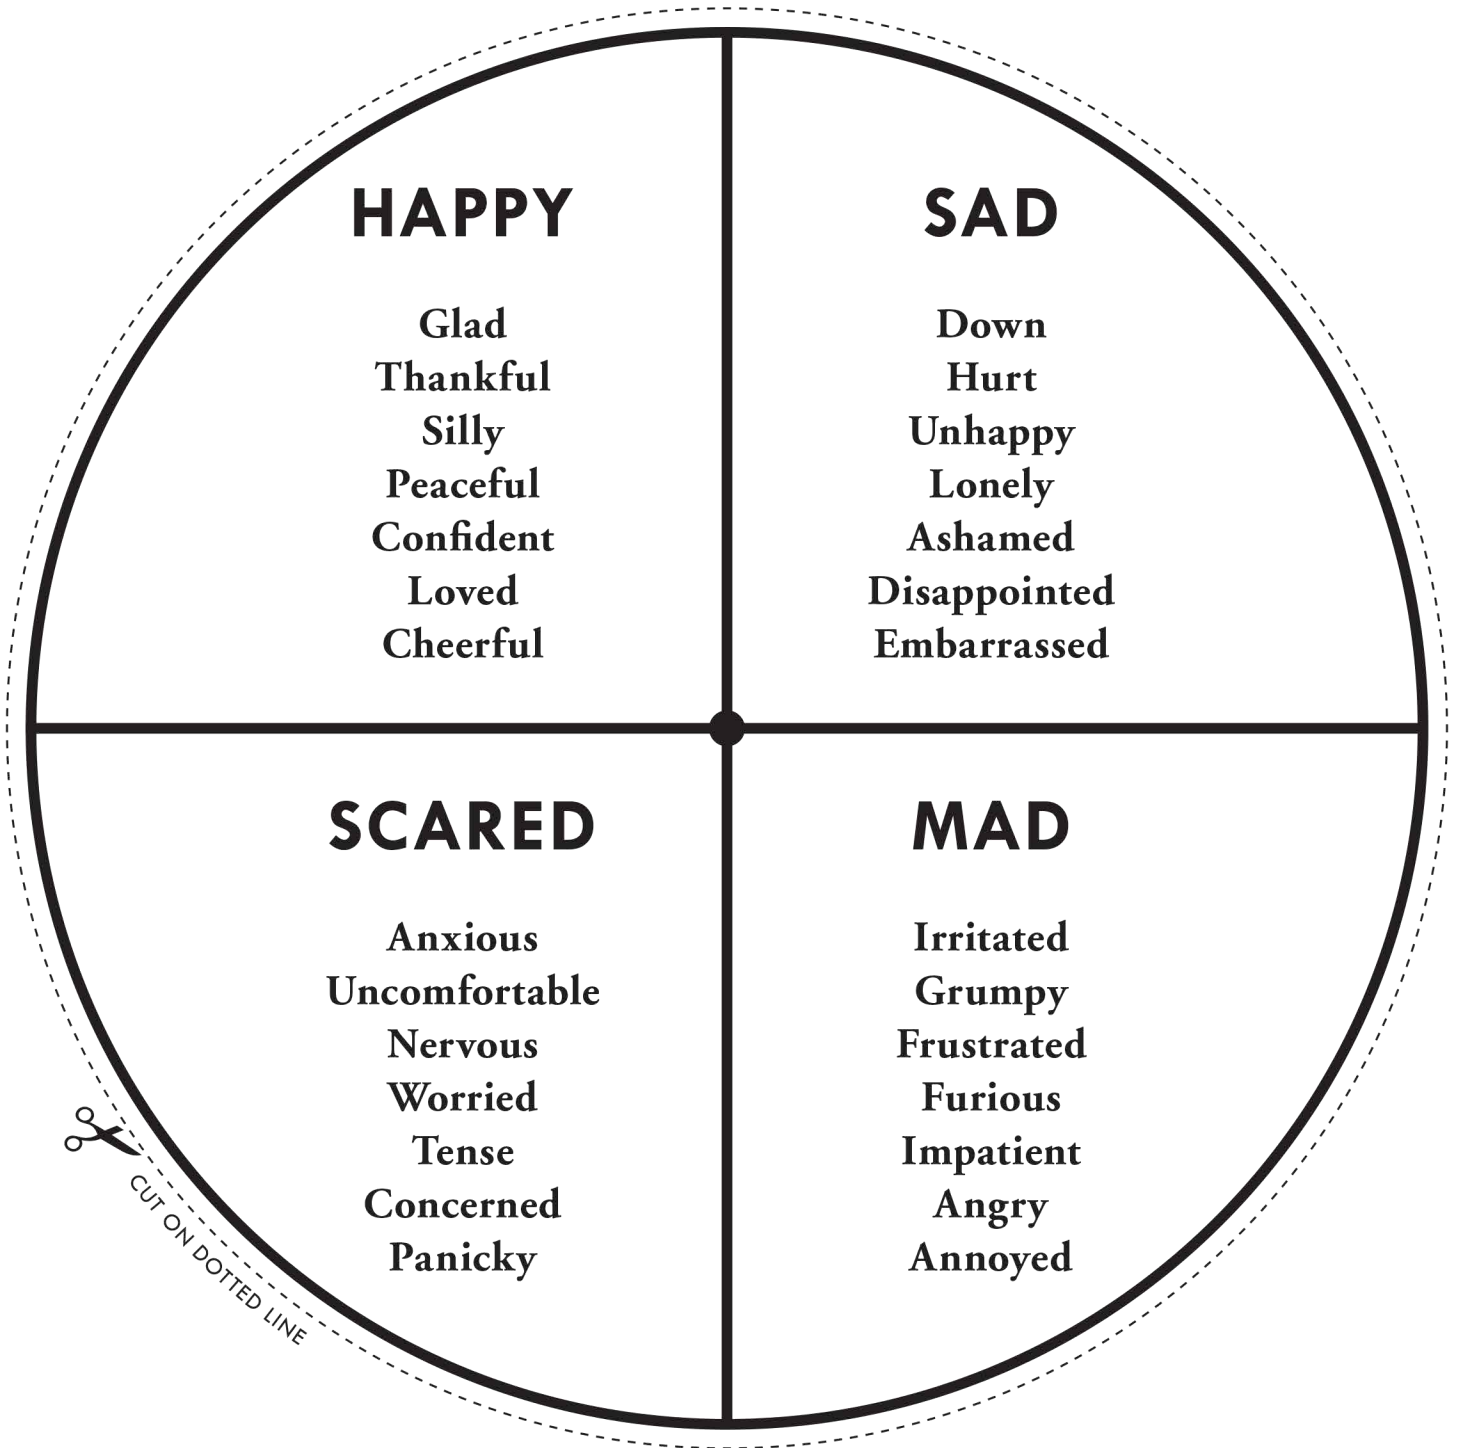 HAPPY
Glad
Thankful
Silly
Peaceful
Confident
Loved
Cheerful
SAD
Down
Hurt
Unhappy
Lonely
Ashamed
Disappointed
Embarrassed
SCARED
Anxious
Uncomfortable
Nervous
Worried
Tense
Concerned
Panicky
MAD
Irritated
Grumpy
Frustrated
Furious
Impatient
Angry
Annoyed
CUT ON DOTTED LINE